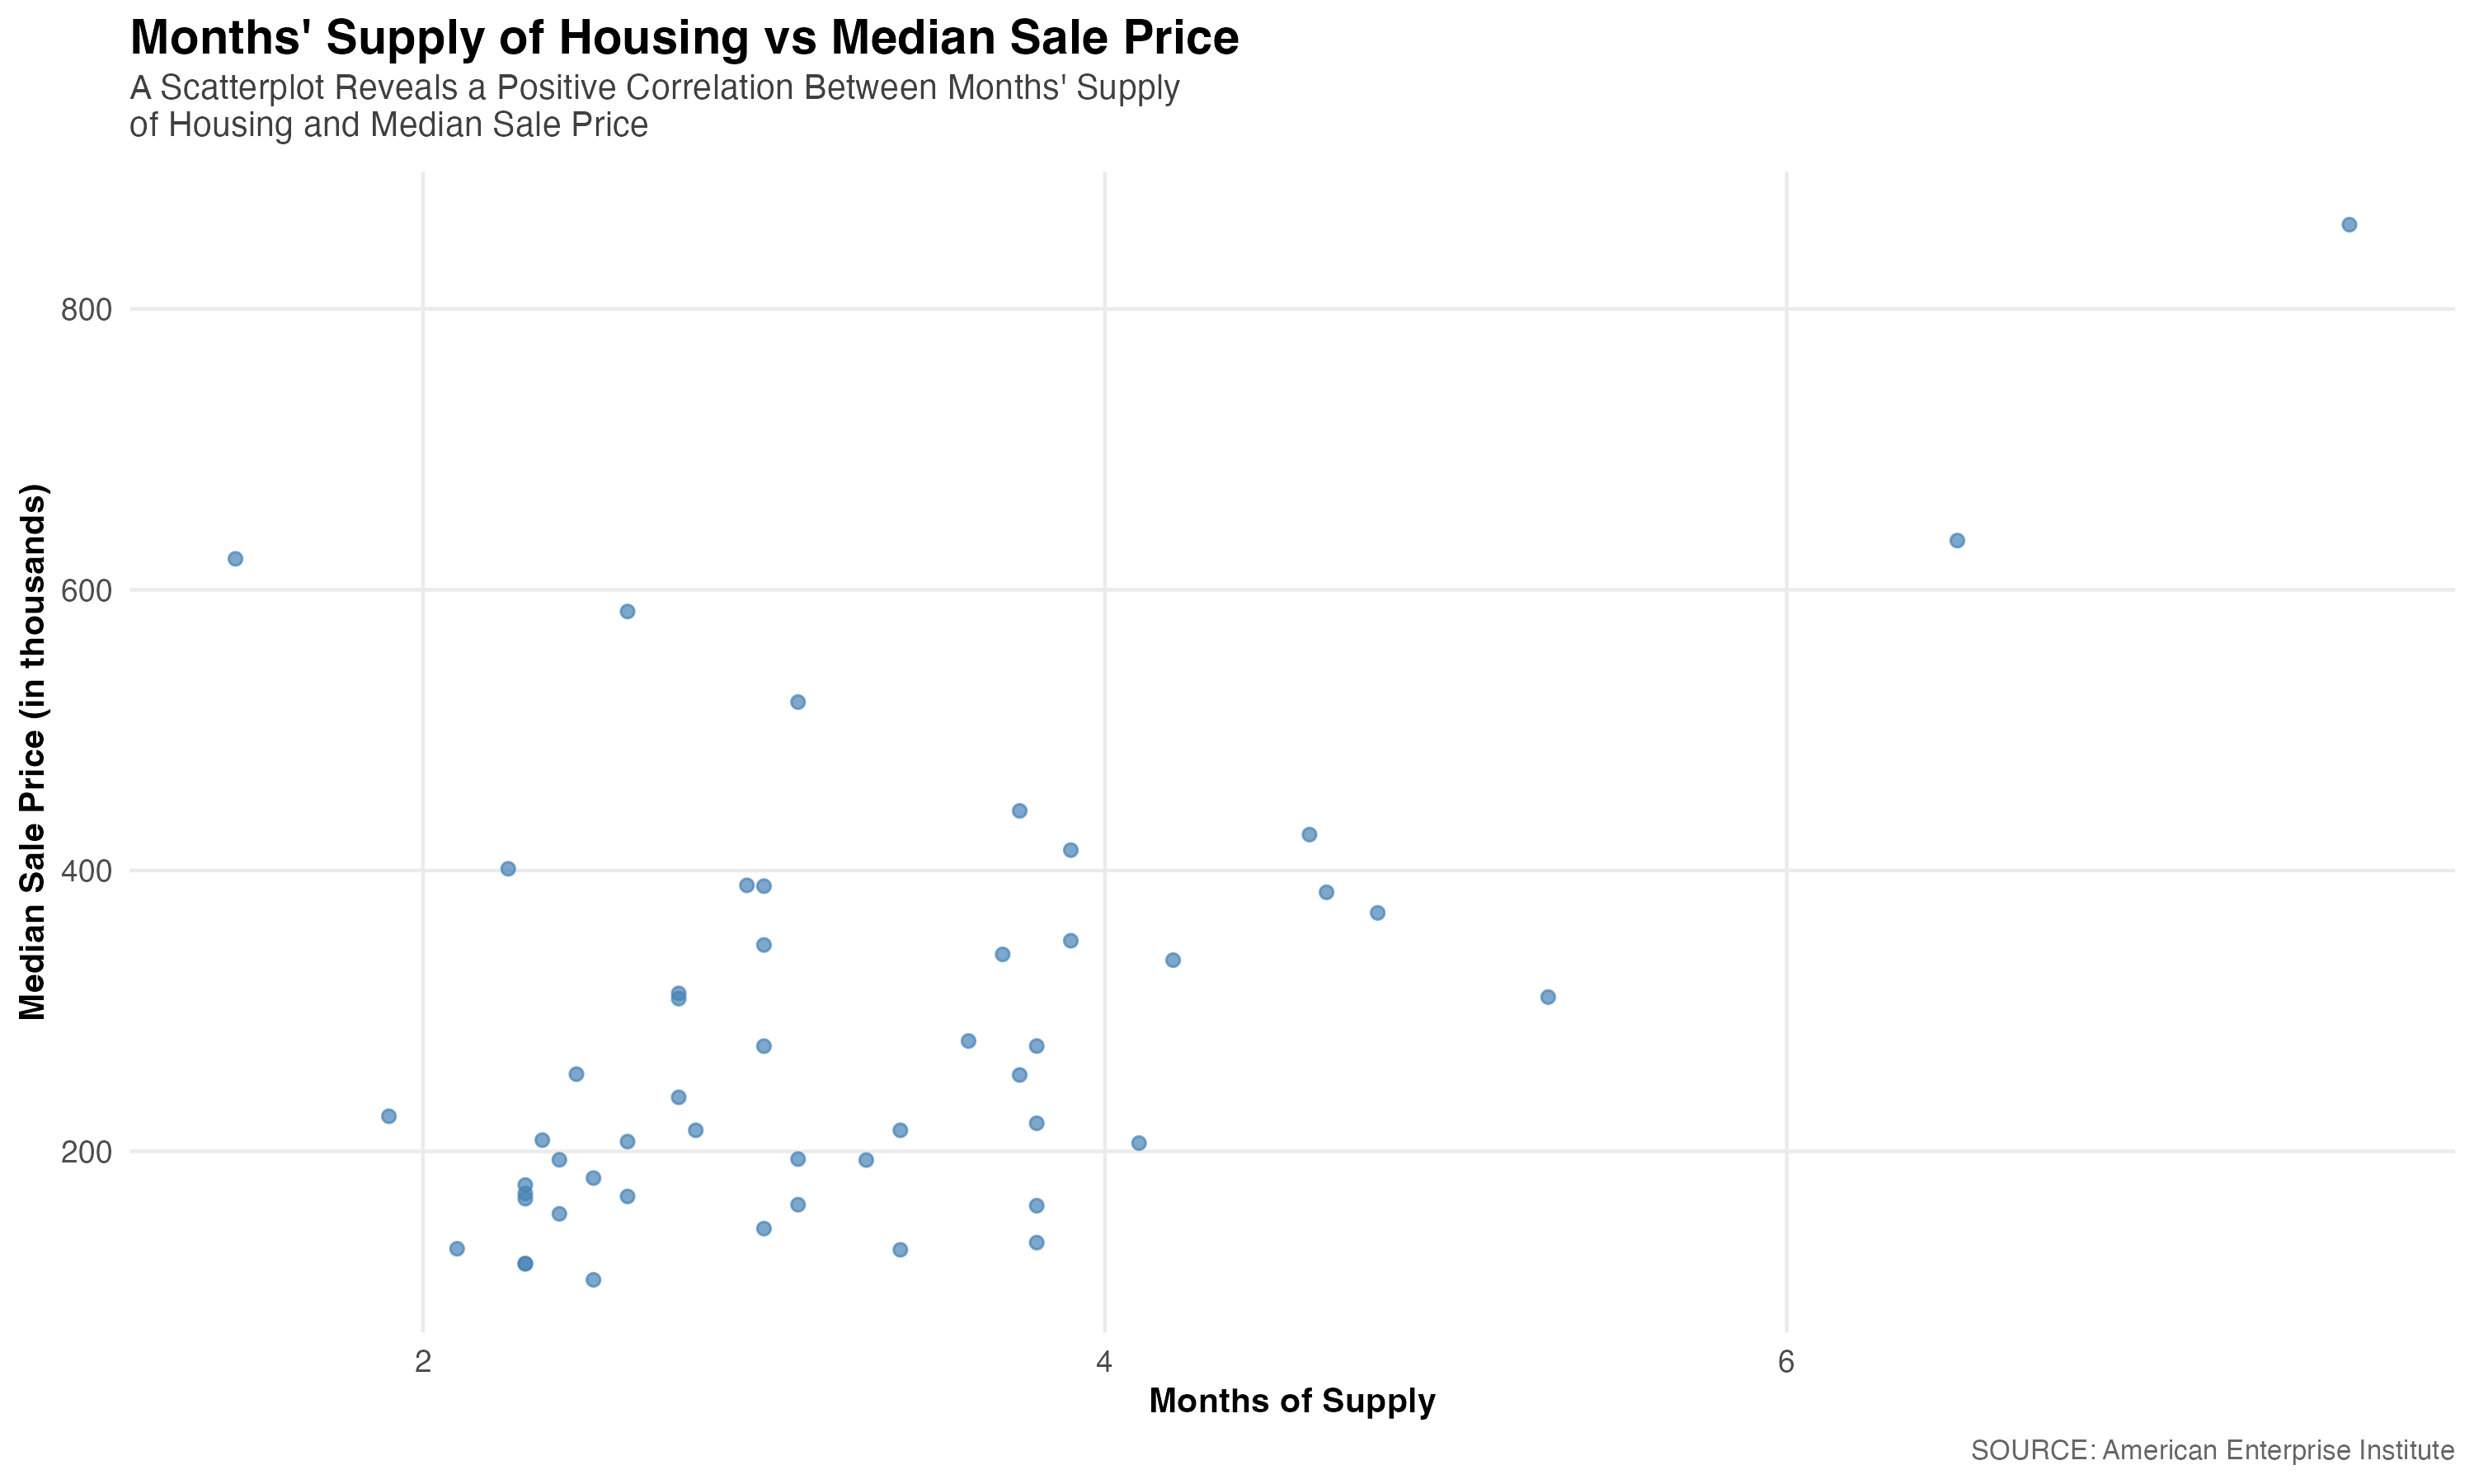 Months' Supply of Housing vs Median Sale Price
A Scatterplot Reveals a Positive Correlation Between Months' Supply
of Housing and Median Sale Price
Median Sale Price (in thousands)
800
600
400
200
2
4
6
Months of Supply
SOURCE: American Enterprise Institute